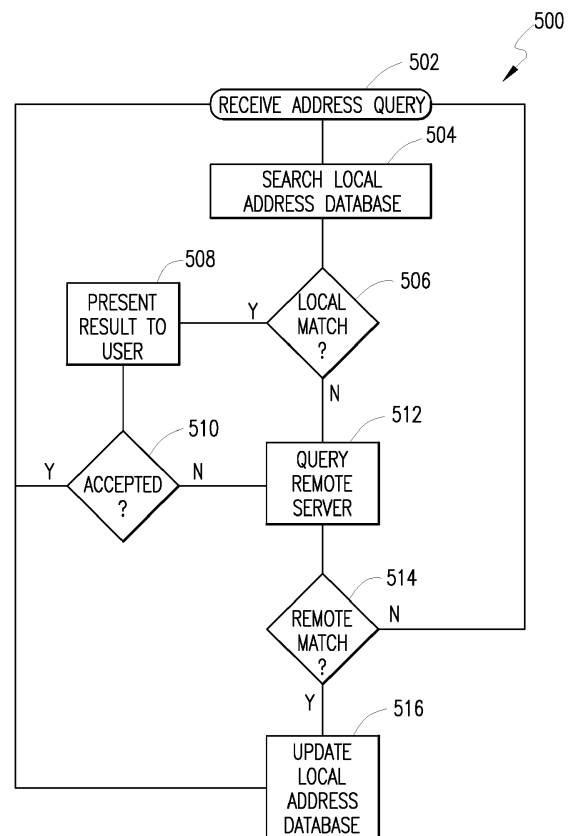 500
502
RECEIVE ADDRESS QUERY
504
SEARCH LOCAL
ADDRESS DATABASE
508
PRESENT
RESULT TO
USER
506
LOCAL
MATCH
?
Y
N
510
ACCEPTED
?
Y
N
512
QUERY
REMOTE
SERVER
514
REMOTE
MATCH
?
N
Y
516
UPDATE
LOCAL
ADDRESS
DATABASE